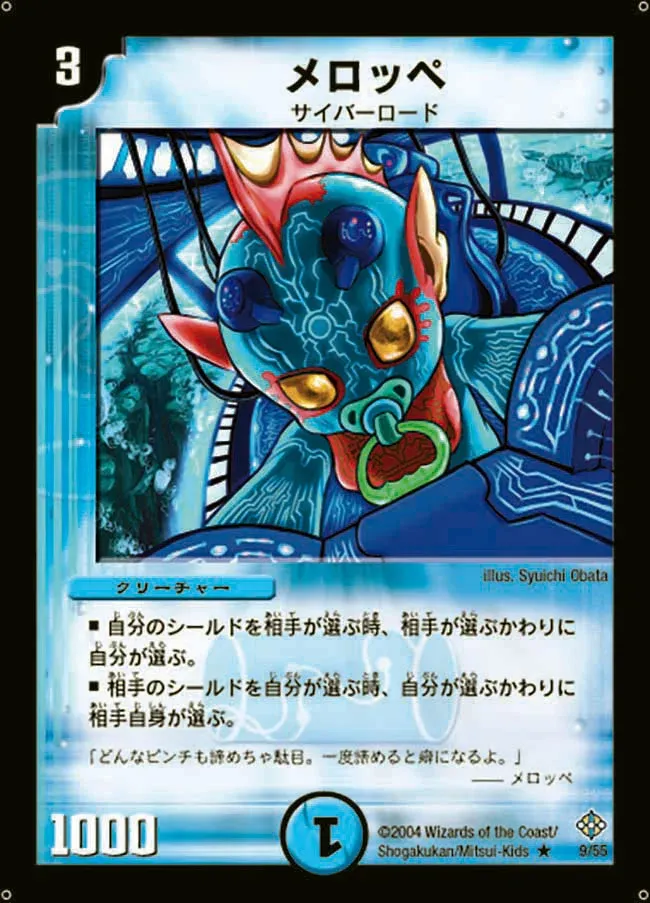 3
メロッペ
サイバーロード
illus. Syuichi Obata
クリーチャー
■ 自分のシールドを相手が選ぶ時、相手が選ぶかわりに
自分が選ぶ。
■ 相手のシールドを自分が選ぶ時、自分が選ぶかわりに
相手自身が選ぶ。
「どんなピンチも諦めちゃ駄目。一度諦めると癖になるよ。」
—— メロッペ
1000
1
©2004 Wizards of the Coast/
Shogakukan/Mitsui-Kids ★ 9/55